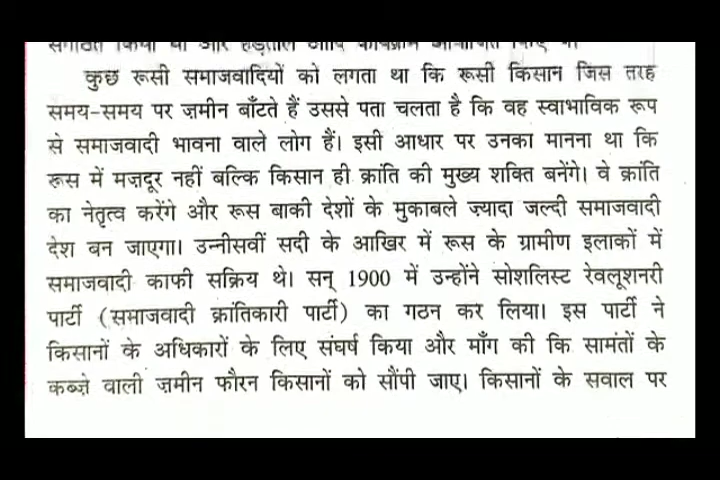 कुछ रूसी समाजवादियों को लगता था कि रूसी किसान जिस तरह
समय-समय पर ज़मीन बाँटते हैं उससे पता चलता है कि वह स्वाभाविक रूप
से समाजवादी भावना वाले लोग हैं। इसी आधार पर उनका मानना था कि
रूस में मज़दूर नहीं बल्कि किसान ही क्रांति की मुख्य शक्ति बनेंगे। वे क्रांति
का नेतृत्व करेंगे और रूस बाकी देशों के मुकाबले ज्यादा जल्दी समाजवादी
देश बन जाएगा। उन्नीसवीं सदी के आखिर में रूस के ग्रामीण इलाकों में
समाजवादी काफी सक्रिय थे। सन् 1900 में उन्होंने सोशलिस्ट रेवलूशनरी
पार्टी (समाजवादी क्रांतिकारी पार्टी) का गठन कर लिया। इस पार्टी ने
किसानों के अधिकारों के लिए संघर्ष किया और माँग की कि सामंतों के
कब्ज़े वाली ज़मीन फौरन किसानों को सौंपी जाए। किसानों के सवाल पर